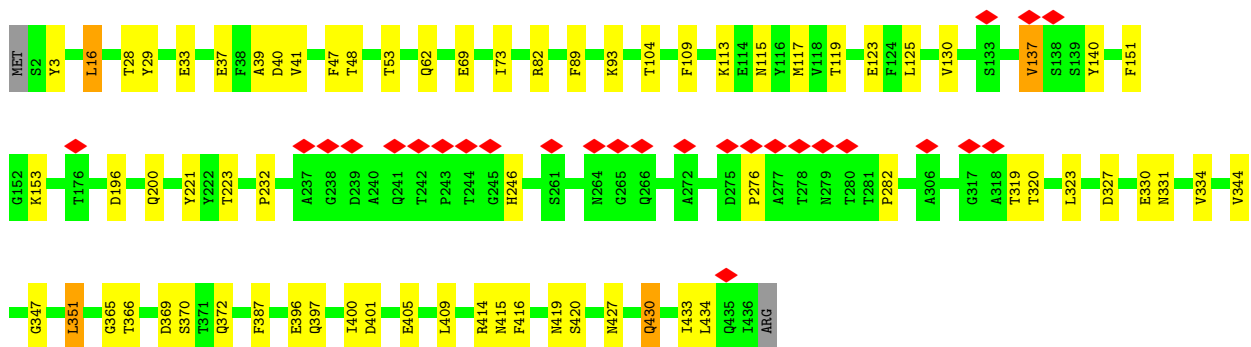 MET S2 Y3 L16 T28 Y29 E33 E37 F38 A39 D40 V41 F47 T48 T53 Q62 E69 I73 R82 F89 K93 T104 F109 K113 E114 N115 Y116 M117 V118 T119 E123 F124 L125 V130 S133 V137 S138 S139 Y140 F151
G152 K153 T176 D196 Q200 Y221 Y222 T223 P232 A237 G238 D239 A240 Q241 T242 P243 T244 G245 H246 S261 N264 G265 Q266 A272 D275 P276 A277 T278 N279 T280 T281 P282 A306 G317 A318 T319 T320 L323 D327 E330 N331 V334 V344
G347 L351 G365 T366 D369 S370 T371 Q372 F387 E396 Q397 I400 D401 E405 L409 R414 N415 F416 N419 S420 N427 Q430 I433 L434 Q435 I436 ARG